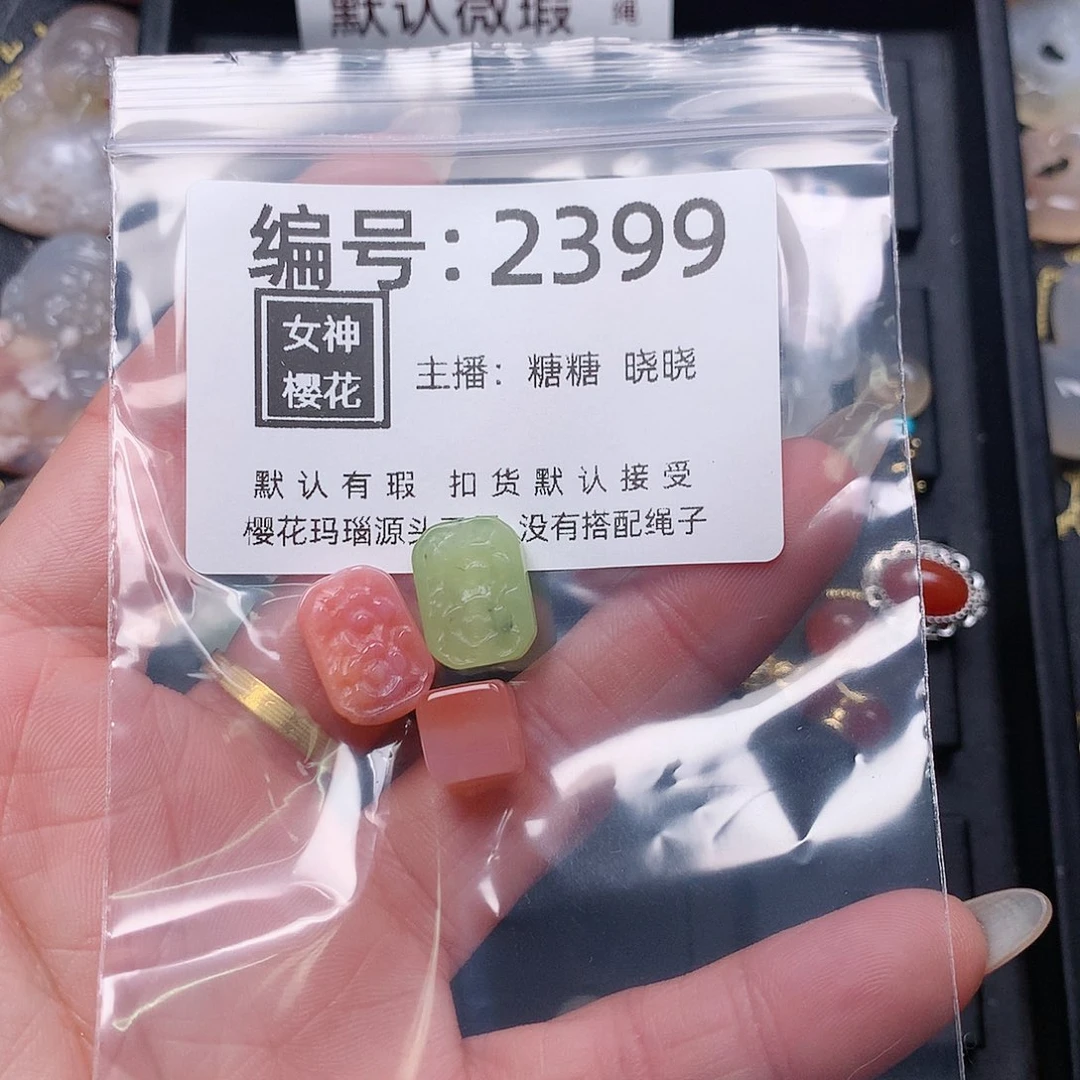 默认微瑕 绳
编号:2399
女神
樱花
主播: 糖糖 晓晓
默认有瑕 扣货默认接受
樱花玛瑙源头 没有搭配绳子